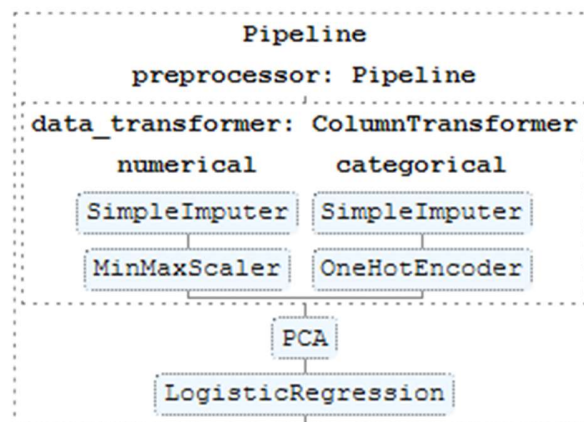 Pipeline
preprocessor: Pipeline
data_transformer: ColumnTransformer
numerical categorical
SimpleImputer SimpleImputer
MinMaxScaler OneHotEncoder
PCA
LogisticRegression